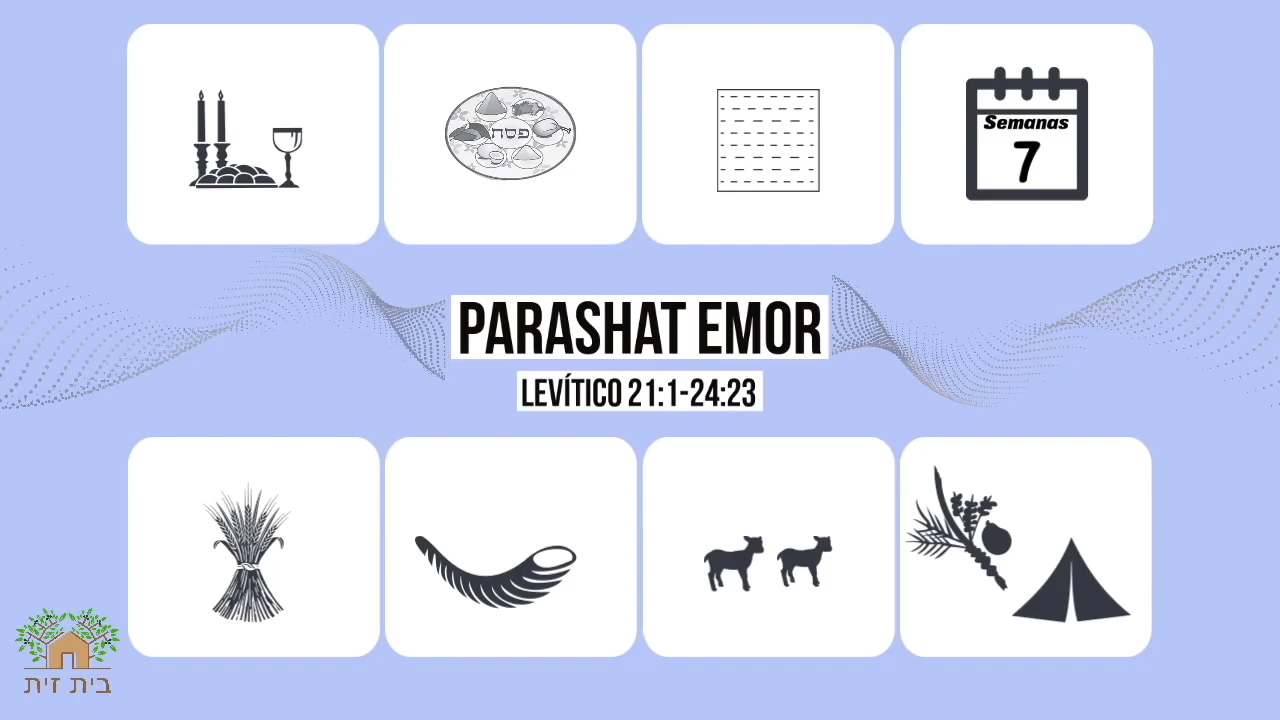 פסח
Semanas
7
PARASHAT EMOR
LEVÍTICO 21:1-24:23
בית זית